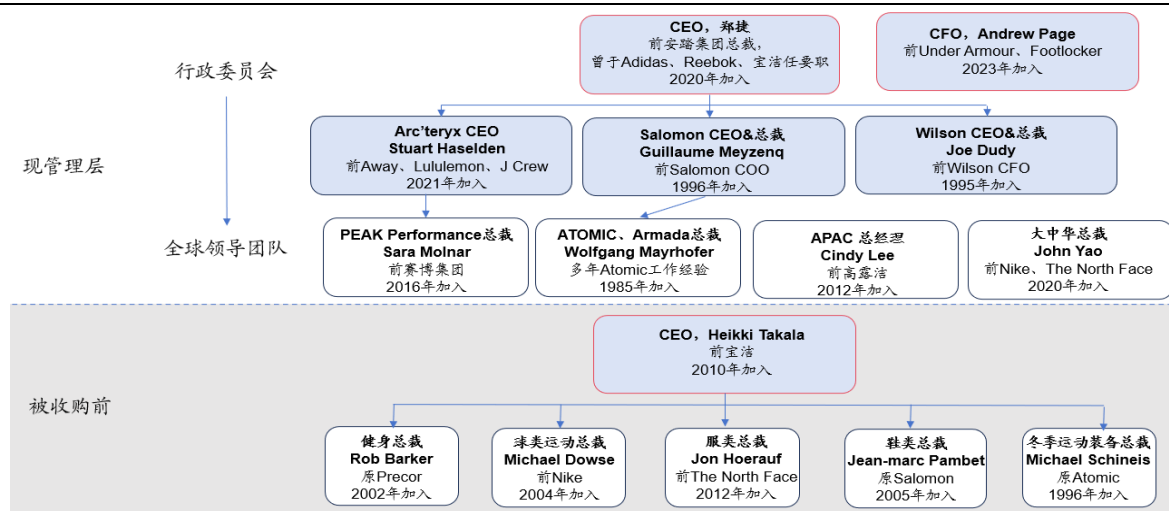 CEO，郑捷
前安踏集团总裁，
曾于Adidas、Reebok、宝洁任要职
2020年加入
CFO，Andrew Page
前Under Armour、Footlocker
2023年加入
行政委员会
Arc’teryx CEO
Stuart Haselden
前Away、Lululemon、J Crew
2021年加入
Salomon CEO&总裁
Guillaume Meyzenq
前Salomon COO
1996年加入
Wilson CEO&总裁
Joe Dudy
前Wilson CFO
1995年加入
现管理层
全球领导团队
PEAK Performance总裁
Sara Molnar
前赛博集团
2016年加入
ATOMIC、Armada总裁
Wolfgang Mayrhofer
多年Atomic工作经验
1985年加入
APAC 总经理
Cindy Lee
前高露洁
2012年加入
大中华总裁
John Yao
前Nike、The North Face
2020年加入
CEO，Heikki Takala
前宝洁
2010年加入
被收购前
健身总裁
Rob Barker
原Precor
2002年加入
球类运动总裁
Michael Dowse
前Nike
2004年加入
服类总裁
Jon Hoerauf
前The North Face
2012年加入
鞋类总裁
Jean-marc Pambet
原Salomon
2005年加入
冬季运动装备总裁
Michael Schineis
原Atomic
1996年加入